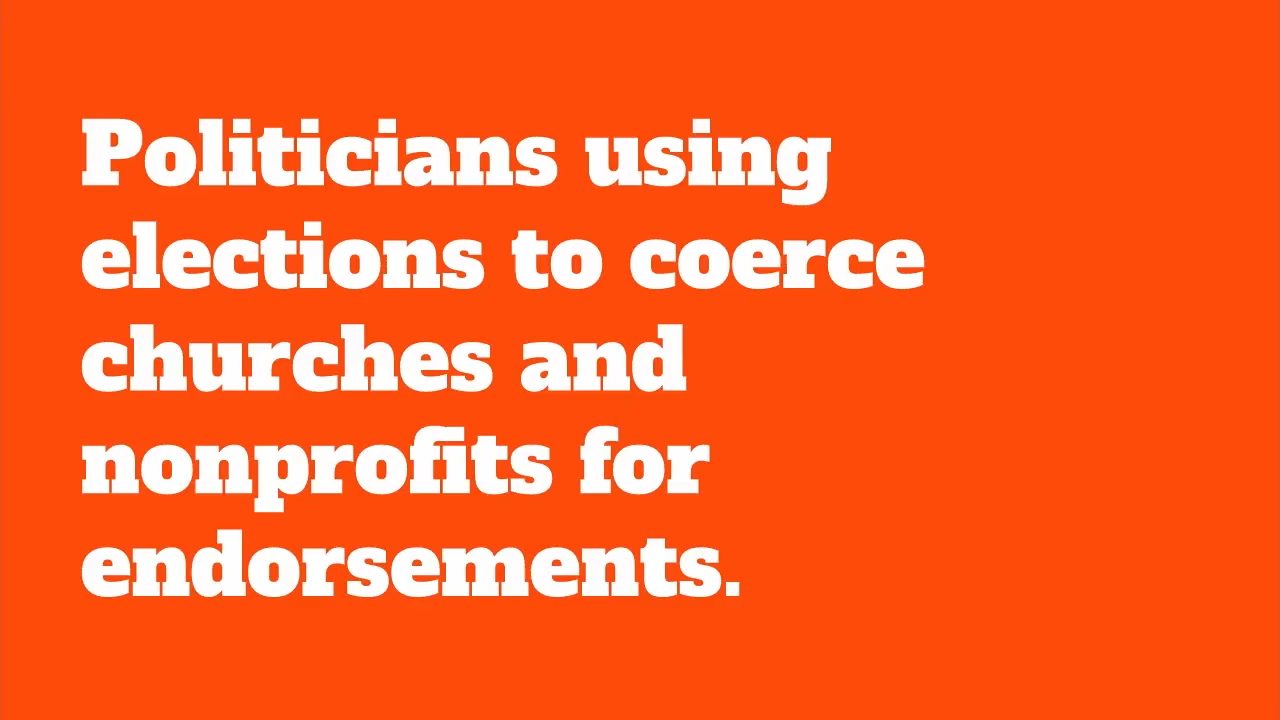 Politicians using
elections to coerce
churches and
nonprofits for
endorsements.